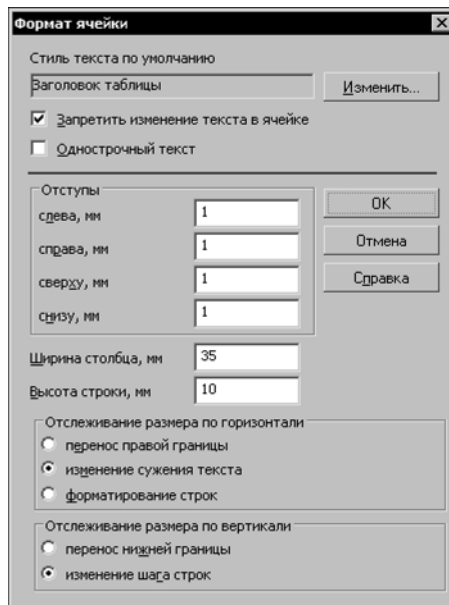 Формат ячейки
Стиль текста по умолчанию
Заголовок таблицы
Изменить...
Запретить изменение текста в ячейке
Однострочный текст
Отступы
слева, мм 1
справа, мм 1
сверху, мм 1
снизу, мм 1
OK
Отмена
Справка
Ширина столбца, мм 35
Высота строки, мм 10
Отслеживание размера по горизонтали
перенос правой границы
изменение сужения текста
форматирование строк
Отслеживание размера по вертикали
перенос нижней границы
изменение шага строк